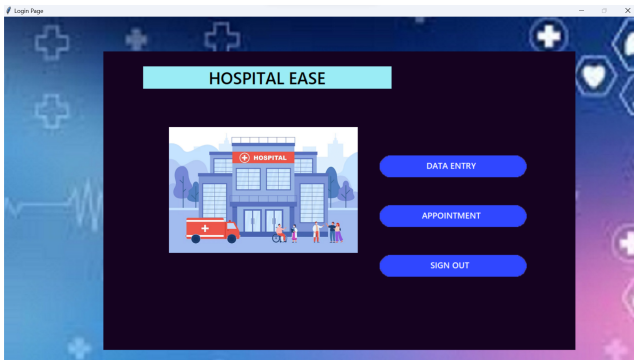 Login Page
HOSPITAL EASE
HOSPITAL
DATA ENTRY
APPOINTMENT
SIGN OUT